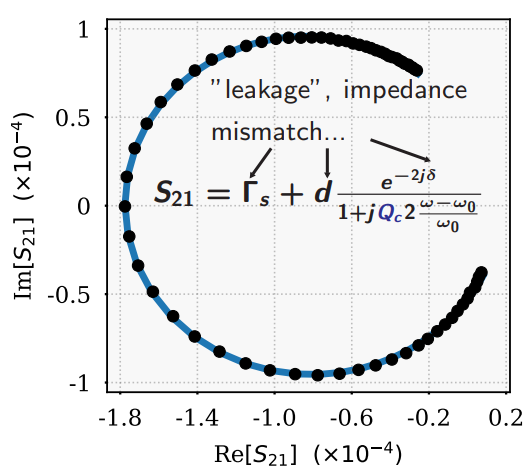 "leakage", impedance
mismatch...
S₂₁ = Γₛ + d e^{-2jδ} / (1+jQ_c 2 (ω−ω₀)/ω₀)
1
0.5
0
-0.5
-1
Im[S₂₁] (×10⁻⁴)
-1.8 -1.4 -1.0 -0.6 -0.2 0.2
Re[S₂₁] (×10⁻⁴)